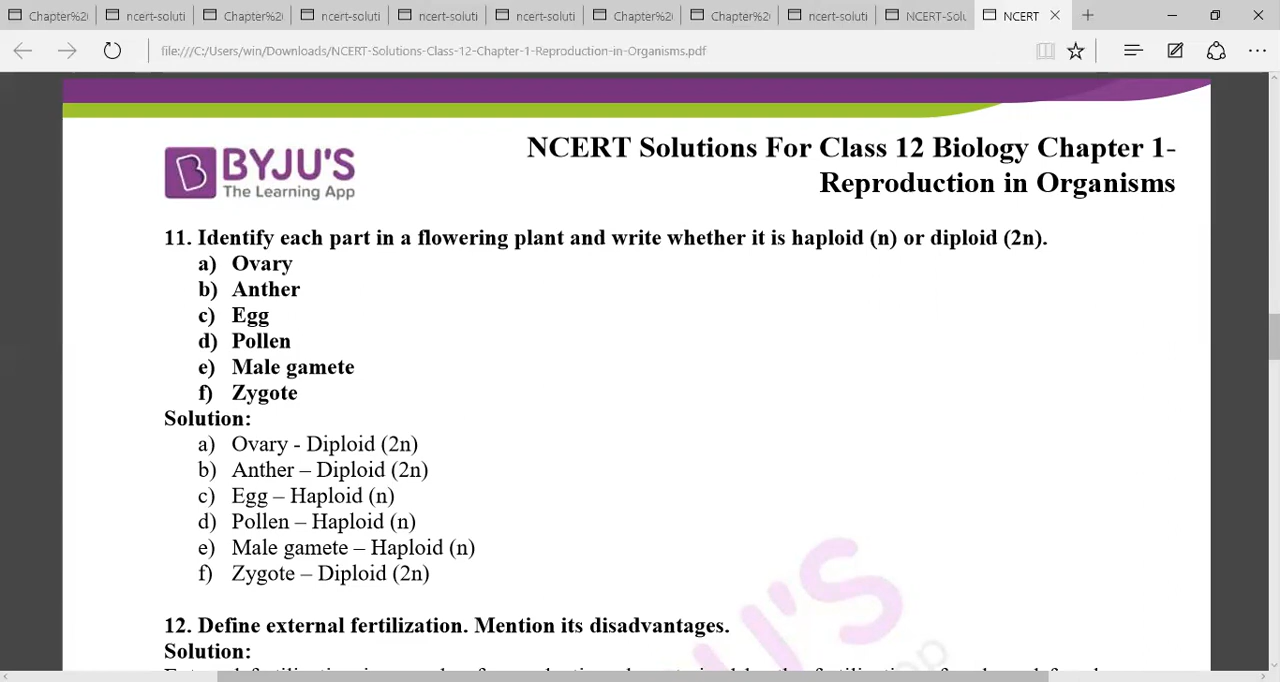 Chapter%2 ncert-soluti Chapter%2 ncert-soluti ncert-soluti ncert-soluti Chapter%2 Chapter%2 ncert-soluti NCERT-Solu NCERT
file:///C:/Users/win/Downloads/NCERT-Solutions-Class-12-Chapter-1-Reproduction-in-Organisms.pdf
BYJU'S
The Learning App
NCERT Solutions For Class 12 Biology Chapter 1-
Reproduction in Organisms
11. Identify each part in a flowering plant and write whether it is haploid (n) or diploid (2n).
a) Ovary
b) Anther
c) Egg
d) Pollen
e) Male gamete
f) Zygote
Solution:
a) Ovary - Diploid (2n)
b) Anther – Diploid (2n)
c) Egg – Haploid (n)
d) Pollen – Haploid (n)
e) Male gamete – Haploid (n)
f) Zygote – Diploid (2n)
12. Define external fertilization. Mention its disadvantages.
Solution: